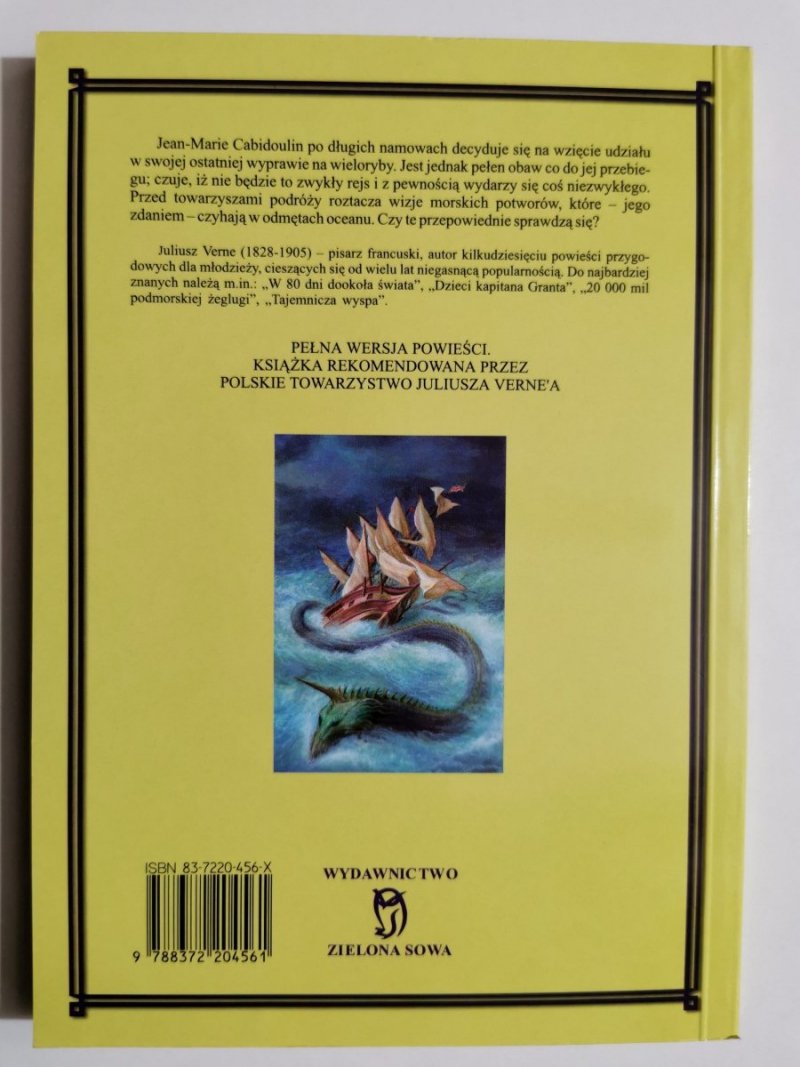 Jean-Marie Cabidoulin po długich namowach decyduje się na wzięcie udziału
w swojej ostatniej wyprawie na wieloryby. Jest jednak pełen obaw co do jej przebie-
gu; czuje, iż nie będzie to zwykły rejs i z pewnością wydarzy się coś niezwykłego.
Przed towarzyszami podróży roztacza wizje morskich potworów, które – jego
zdaniem – czyhają w odmętach oceanu. Czy te przepowiednie sprawdzą się?
Juliusz Verne (1828-1905) – pisarz francuski, autor kilkudziesięciu powieści przygo-
dowych dla młodzieży, cieszących się od wielu lat niegasnącą popularnością. Do najbardziej
znanych należą m.in.: „W 80 dni dookoła świata”, „Dzieci kapitana Granta”, „20 000 mil
podmorskiej żeglugi”, „Tajemnicza wyspa”.
PEŁNA WERSJA POWIEŚCI.
KSIĄŻKA REKOMENDOWANA PRZEZ
POLSKIE TOWARZYSTWO JULIUSZA VERNE'A
ISBN 83-7220-456-X
9 788372 204561
WYDAWNICTWO
ZIELONA SOWA